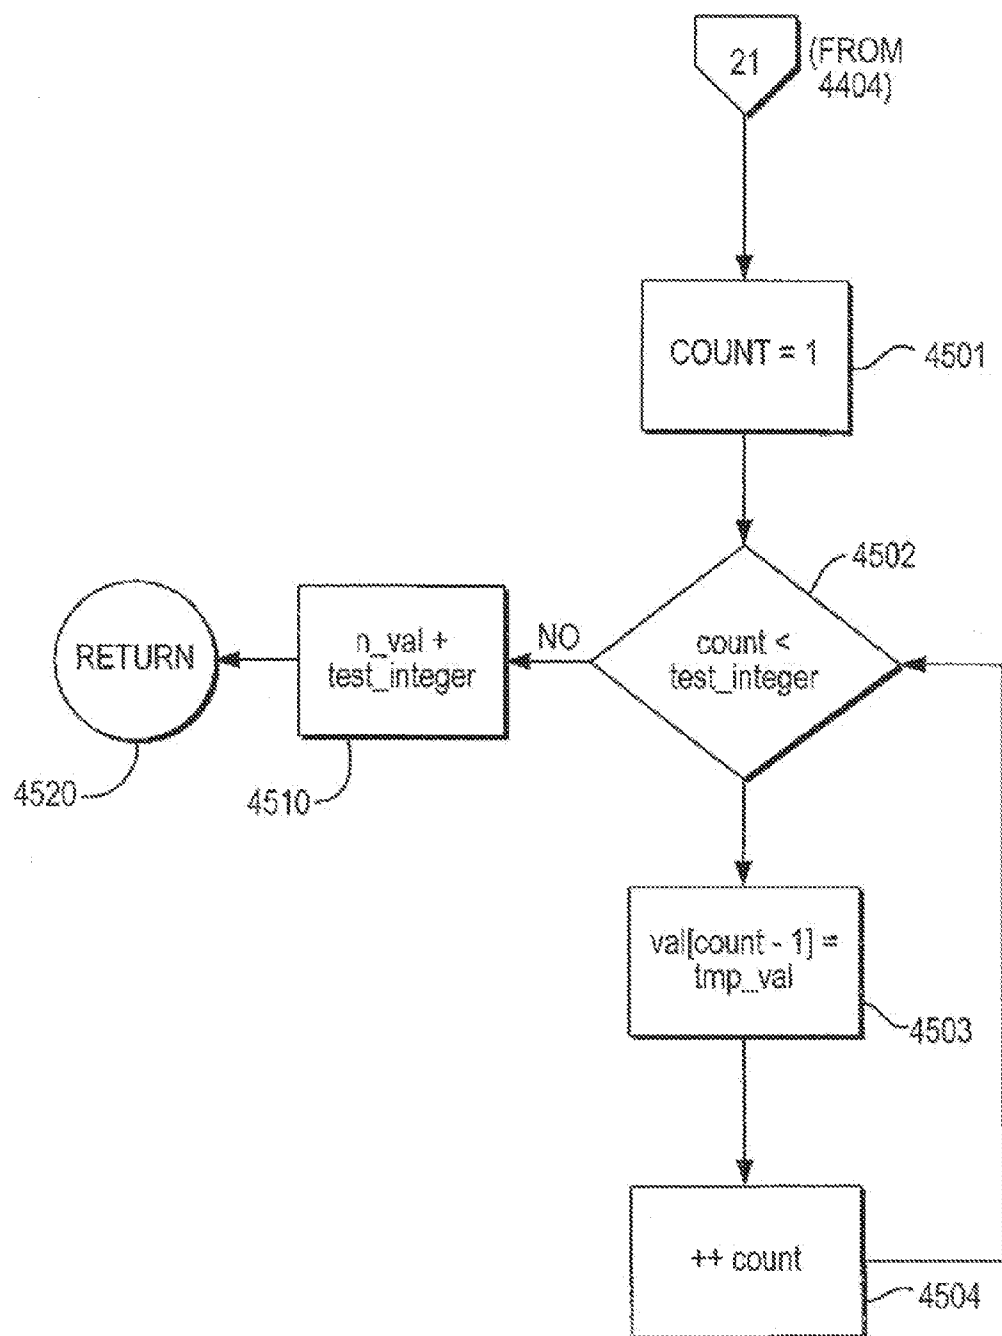 21
(FROM
4404)
COUNT = 1
4501
4502
count <
test_integer
NO
n_val +
test_integer
RETURN
4520
4510
val[count - 1] =
tmp_val
4503
++ count
4504